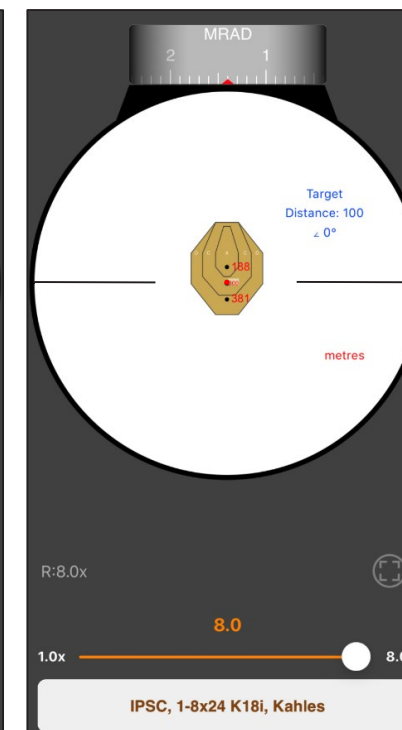 MRAD
2 1
Target
Distance: 100
∠ 0°
D C A C D
188
381
metres
R:8.0x
8.0
1.0x 8.0
IPSC, 1-8x24 K18i, Kahles